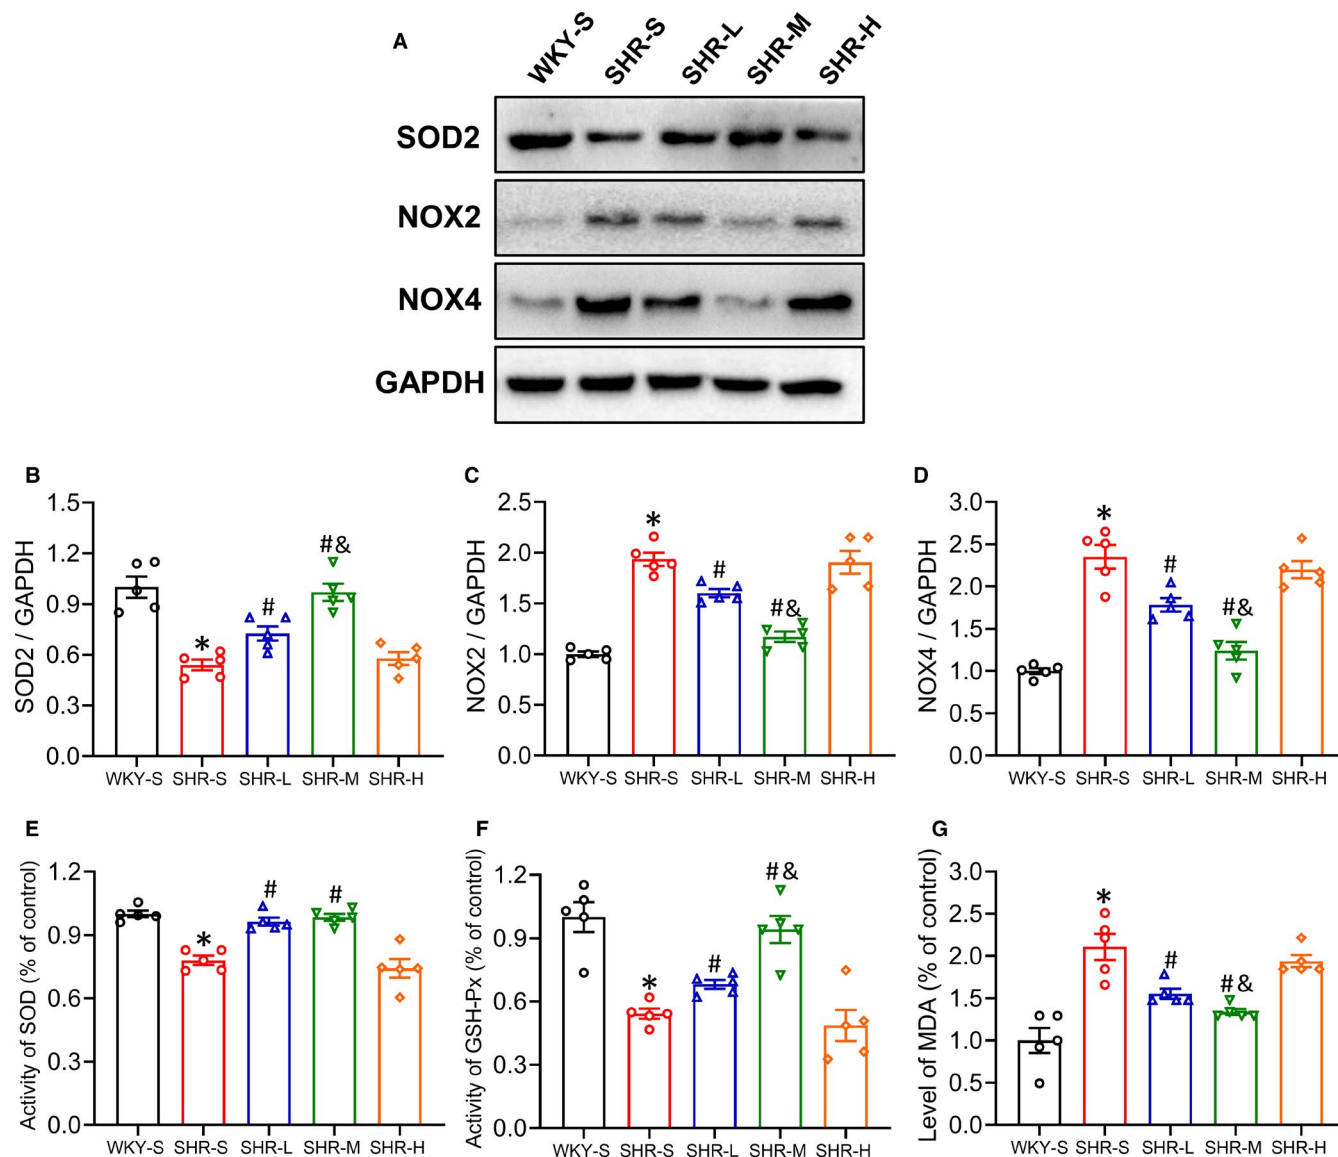 A
WKY-S SHR-S SHR-L SHR-M SHR-H
SOD2
NOX2
NOX4
GAPDH
B
SOD2 / GAPDH
1.5
1.2
0.9
0.6
0.3
0.0
*
#
#&
WKY-S SHR-S SHR-L SHR-M SHR-H
C
NOX2 / GAPDH
2.5
2.0
1.5
1.0
0.5
0.0
*
#
#&
WKY-S SHR-S SHR-L SHR-M SHR-H
D
NOX4 / GAPDH
3.0
2.5
2.0
1.5
1.0
0.5
0.0
*
#
#&
WKY-S SHR-S SHR-L SHR-M SHR-H
E
Activity of SOD (% of control)
1.2
0.9
0.6
0.3
0.0
*
#
#
WKY-S SHR-S SHR-L SHR-M SHR-H
F
Activity of GSH-Px (% of control)
1.2
0.9
0.6
0.3
0.0
*
#
#&
WKY-S SHR-S SHR-L SHR-M SHR-H
G
Level of MDA (% of control)
3.0
2.5
2.0
1.5
1.0
0.5
0.0
*
#
#&
WKY-S SHR-S SHR-L SHR-M SHR-H